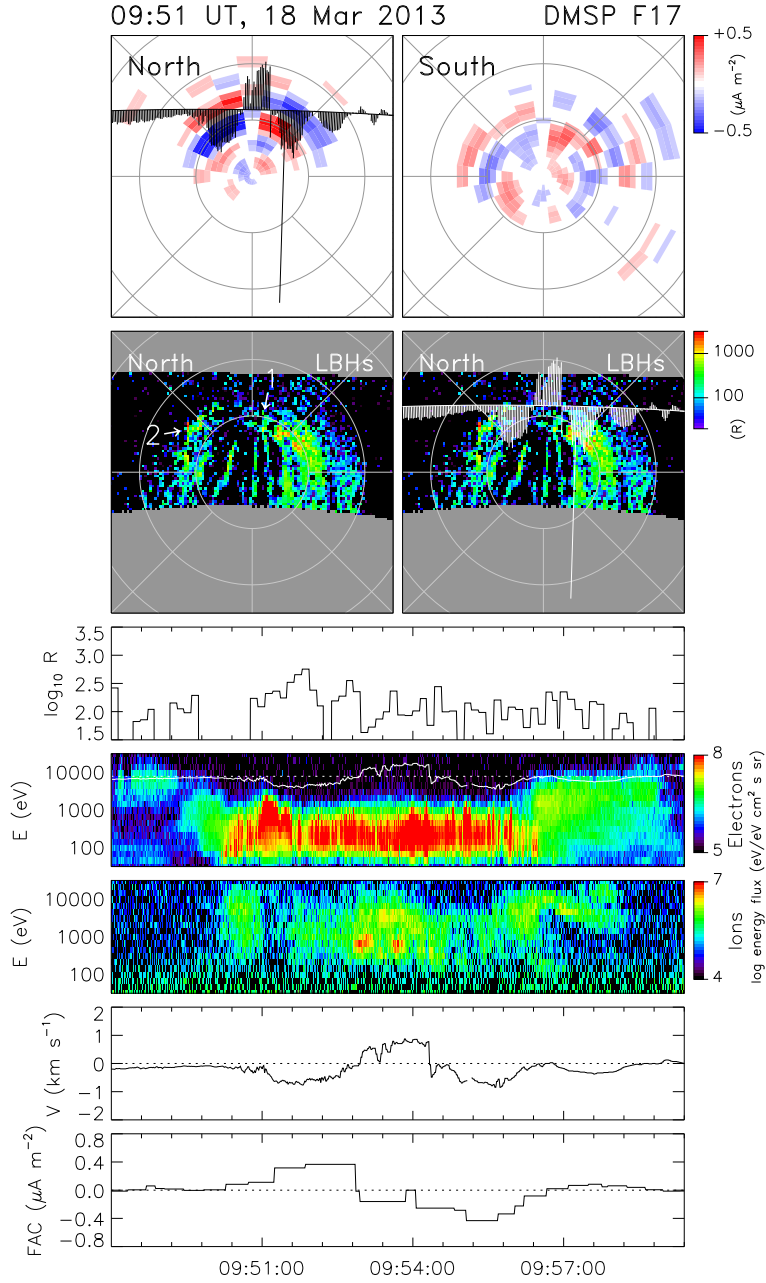 09:51 UT, 18 Mar 2013 DMSP F17
North
South
+0.5
(μA m⁻²)
−0.5
North LBHs
1
2
North LBHs
1000
100
(R)
log₁₀ R
3.5
3.0
2.5
2.0
1.5
E (eV)
10000
1000
100
8
5
Electrons
E (eV)
10000
1000
100
7
4
Ions
log energy flux (eV/eV cm² s sr)
V (km s⁻¹)
2
1
0
−1
−2
FAC (μA m⁻²)
0.8
0.4
0.0
−0.4
−0.8
09:51:00 09:54:00 09:57:00